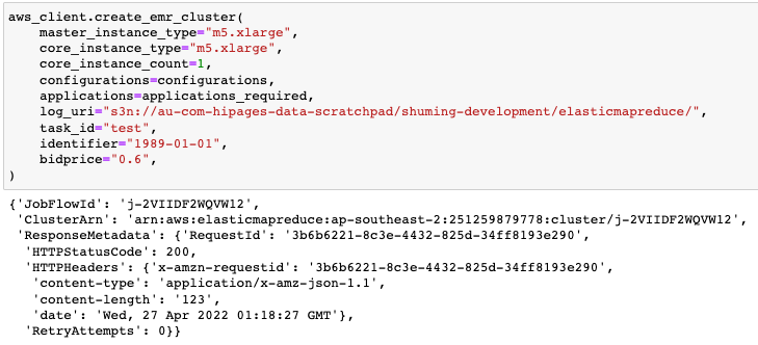 aws_client.create_emr_cluster(
    master_instance_type="m5.xlarge",
    core_instance_type="m5.xlarge",
    core_instance_count=1,
    configurations=configurations,
    applications=applications_required,
    log_uri="s3n://au-com-hipages-data-scratchpad/shuming-development/elasticmapreduce/",
    task_id="test",
    identifier="1989-01-01",
    bidprice="0.6",
)
{'JobFlowId': 'j-2VIIDF2WQVW12',
 'ClusterArn': 'arn:aws:elasticmapreduce:ap-southeast-2:251259879778:cluster/j-2VIIDF2WQVW12',
 'ResponseMetadata': {'RequestId': '3b6b6221-8c3e-4432-825d-34ff8193e290',
  'HTTPStatusCode': 200,
  'HTTPHeaders': {'x-amzn-requestid': '3b6b6221-8c3e-4432-825d-34ff8193e290',
   'content-type': 'application/x-amz-json-1.1',
   'content-length': '123',
   'date': 'Wed, 27 Apr 2022 01:18:27 GMT'},
  'RetryAttempts': 0}}